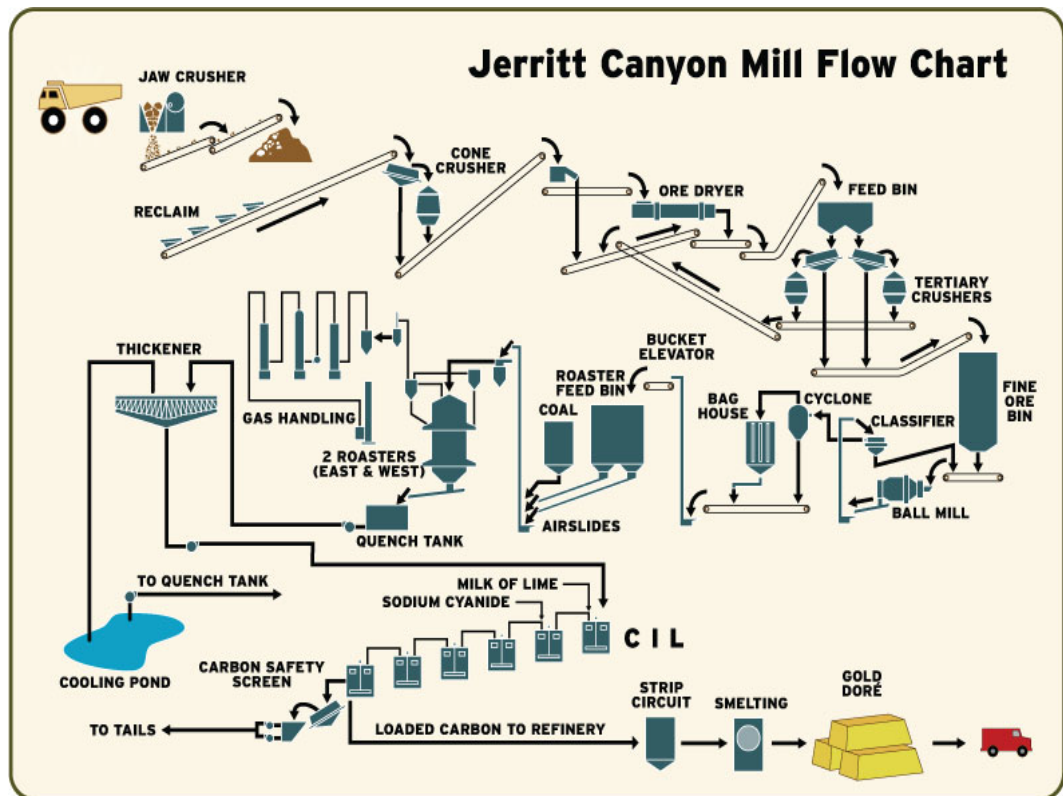 Jerritt Canyon Mill Flow Chart
JAW CRUSHER
CONE
CRUSHER
RECLAIM
ORE DRYER
FEED BIN
TERTIARY
CRUSHERS
THICKENER
GAS HANDLING
2 ROASTERS
(EAST & WEST)
QUENCH TANK
BUCKET
ELEVATOR
ROASTER
FEED BIN
COAL
AIRSLIDES
BAG
HOUSE
CYCLONE
CLASSIFIER
BALL MILL
FINE
ORE
BIN
TO QUENCH TANK
COOLING POND
MILK OF LIME
SODIUM CYANIDE
CIL
CARBON SAFETY
SCREEN
TO TAILS
LOADED CARBON TO REFINERY
STRIP
CIRCUIT
SMELTING
GOLD
DORÉ